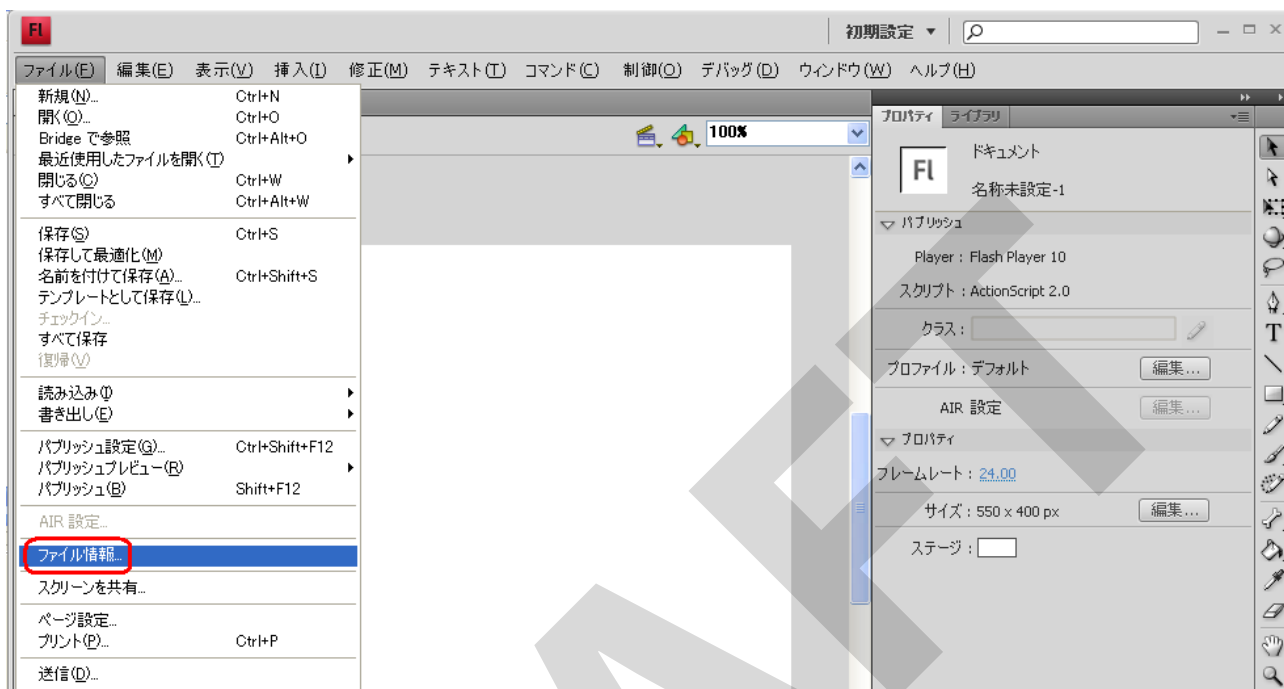 Fl
初期設定 ▼
ファイル(F) 編集(E) 表示(V) 挿入(I) 修正(M) テキスト(T) コマンド(C) 制御(O) デバッグ(D) ウィンドウ(W) ヘルプ(H)
新規(N)... Ctrl+N
開く(O)... Ctrl+O
Bridge で参照 Ctrl+Alt+O
最近使用したファイルを開く(T)
閉じる(C) Ctrl+W
すべて閉じる Ctrl+Alt+W
保存(S) Ctrl+S
保存して最適化(M)
名前を付けて保存(A)... Ctrl+Shift+S
テンプレートとして保存(L)...
チェックイン...
すべて保存
復帰(V)
読み込み(I)
書き出し(E)
パブリッシュ設定(G)... Ctrl+Shift+F12
パブリッシュプレビュー(R)
パブリッシュ(B) Shift+F12
AIR 設定...
ファイル情報...
スクリーンを共有...
ページ設定...
プリント(P)... Ctrl+P
送信(D)...
100%
プロパティ ライブラリ
Fl
ドキュメント
名称未設定-1
パブリッシュ
Player : Flash Player 10
スクリプト : ActionScript 2.0
クラス :
プロファイル : デフォルト 編集...
AIR 設定 編集...
プロパティ
フレームレート : 24.00
サイズ : 550 x 400 px 編集...
ステージ :
T